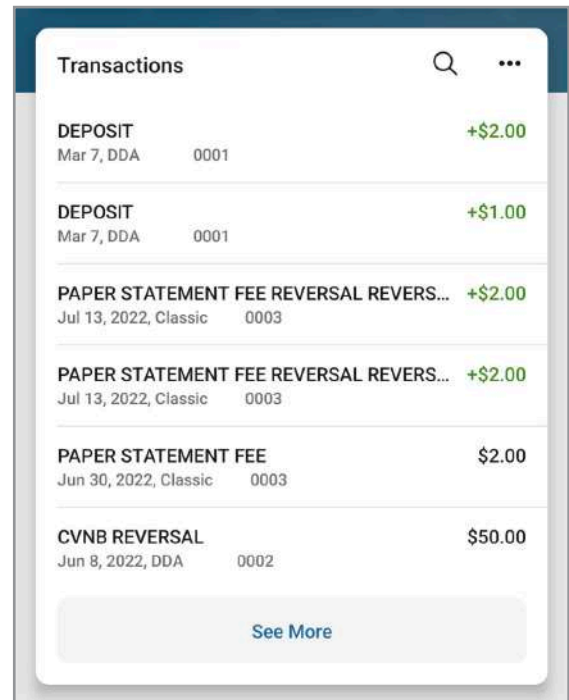 Transactions
DEPOSIT +$2.00
Mar 7, DDA 0001
DEPOSIT +$1.00
Mar 7, DDA 0001
PAPER STATEMENT FEE REVERSAL REVERS... +$2.00
Jul 13, 2022, Classic 0003
PAPER STATEMENT FEE REVERSAL REVERS... +$2.00
Jul 13, 2022, Classic 0003
PAPER STATEMENT FEE $2.00
Jun 30, 2022, Classic 0003
CVNB REVERSAL $50.00
Jun 8, 2022, DDA 0002
See More